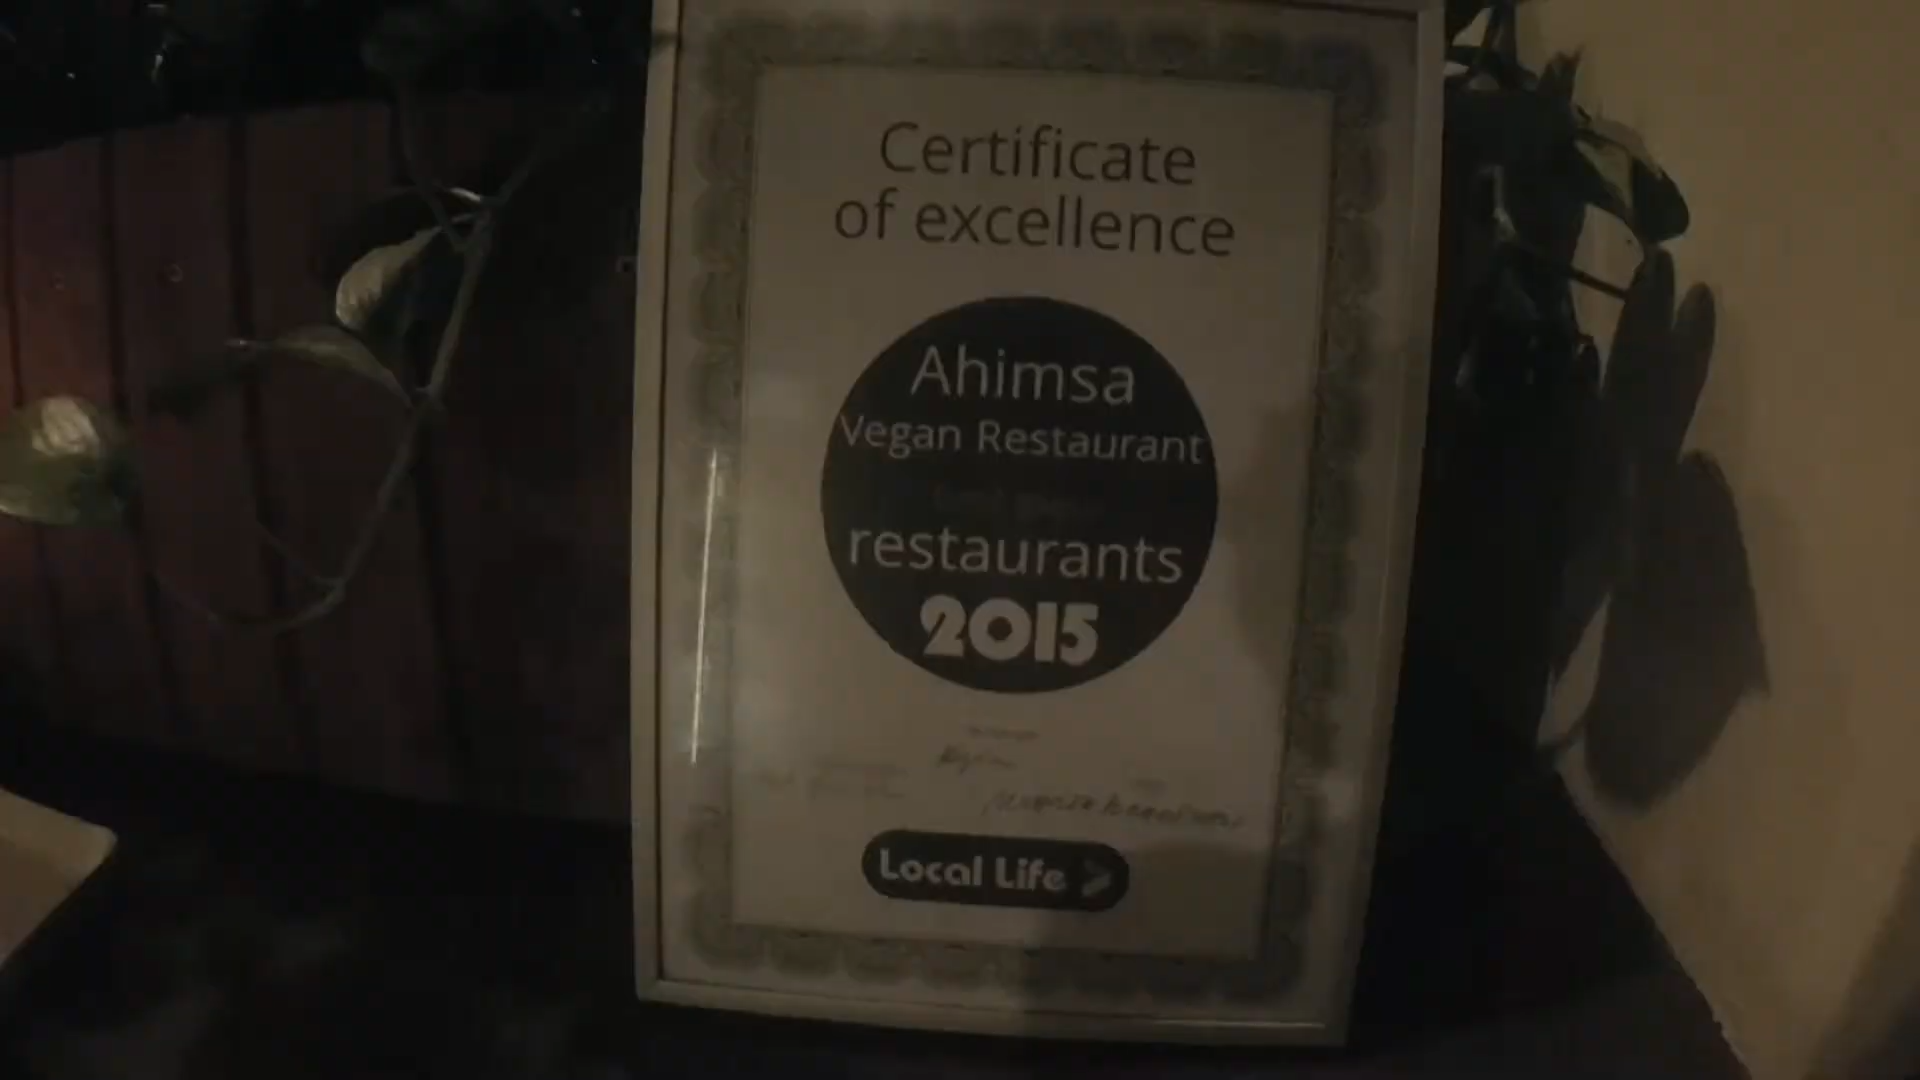 Certificate
of excellence
Ahimsa
Vegan Restaurant
restaurants
2015
Local Life >